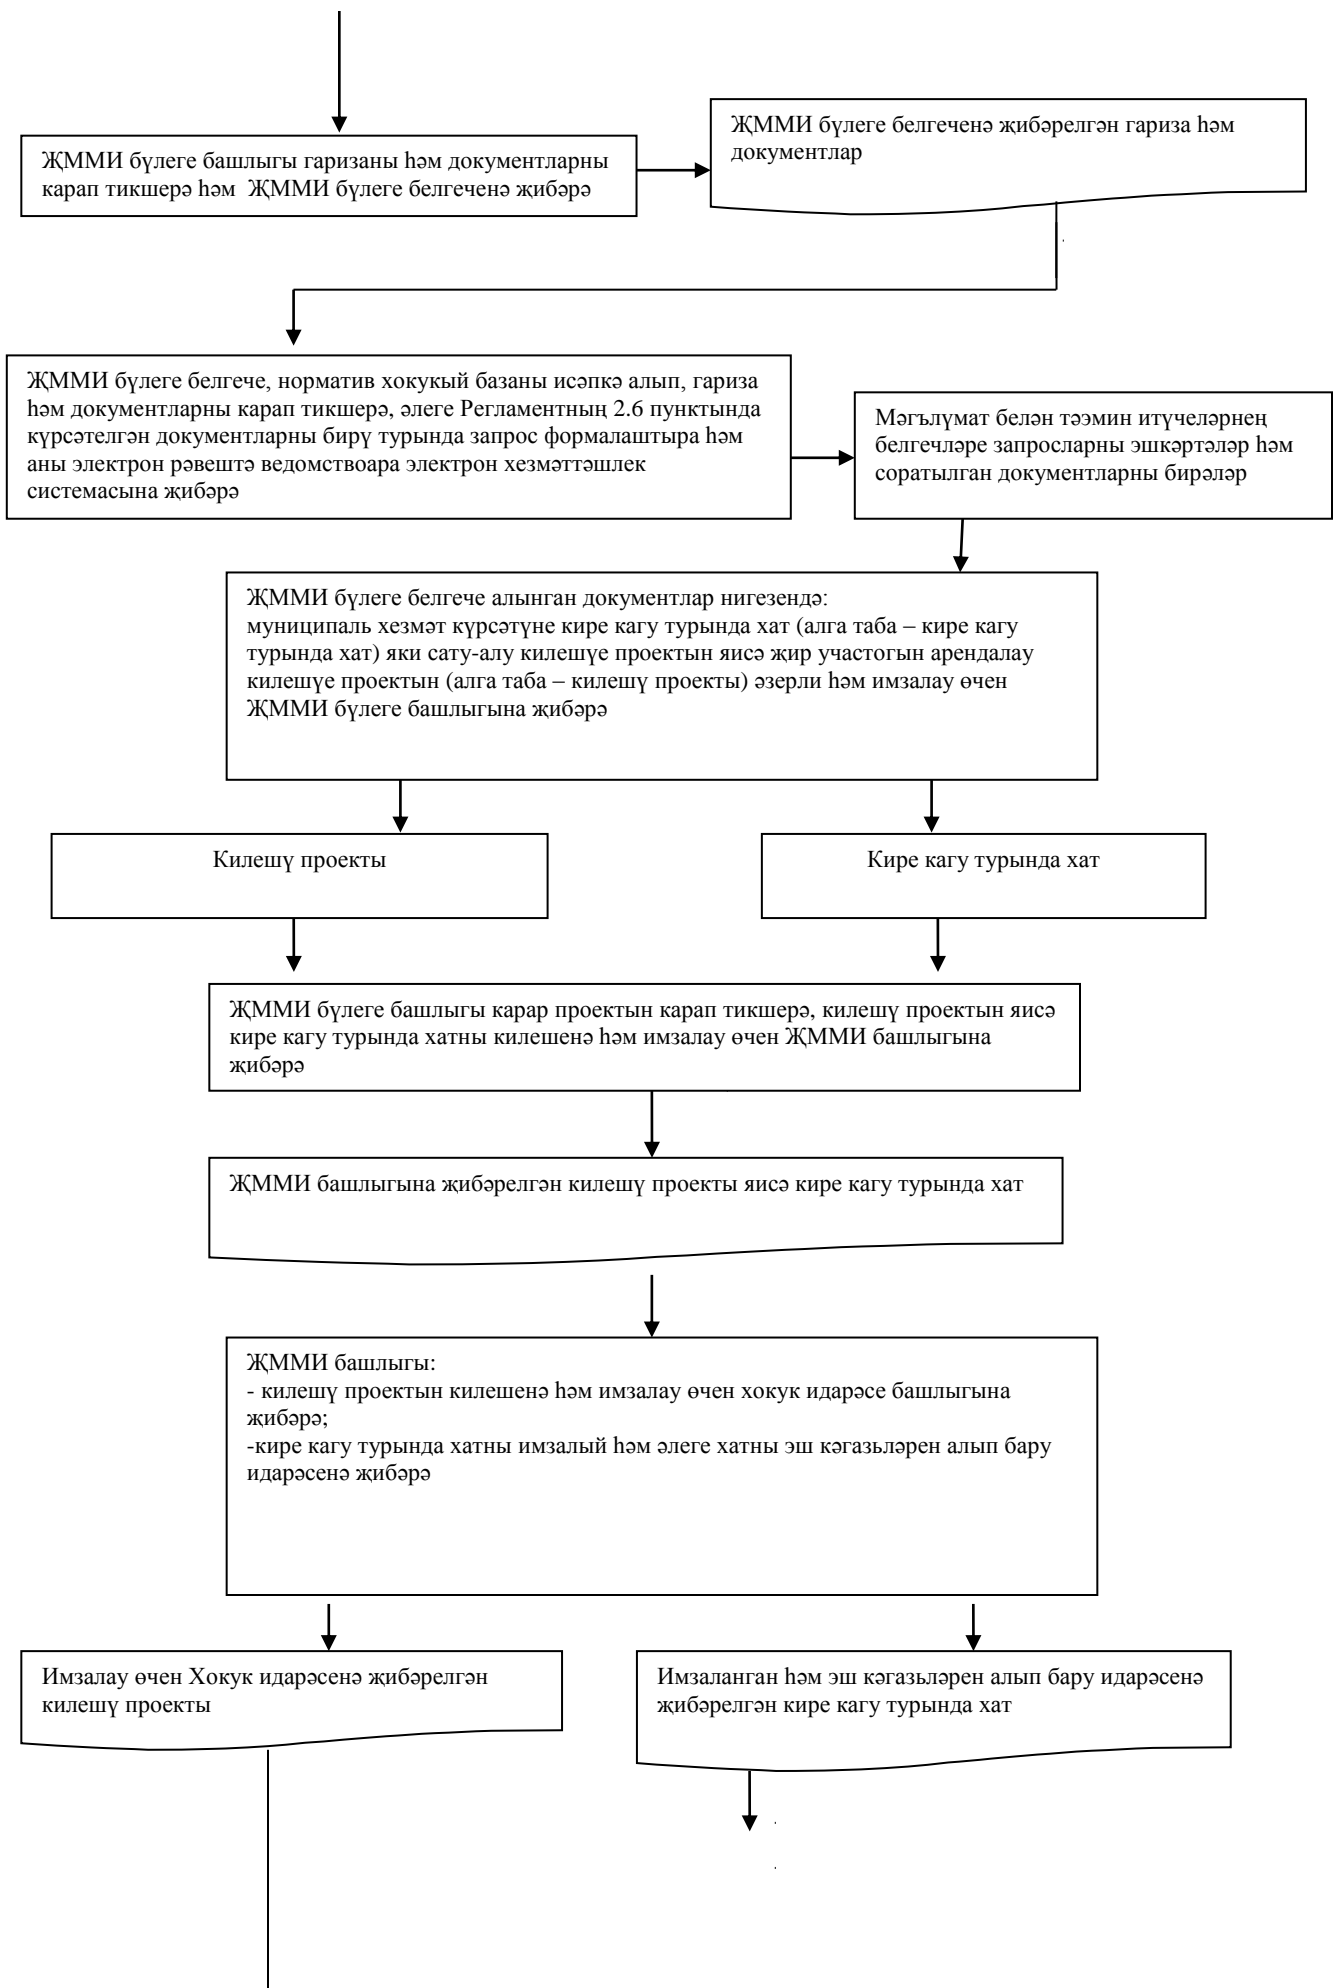 ҖММИ бүлеге башлыгы гаризаны һәм документларны
карап тикшерә һәм  ҖММИ бүлеге белгеченә җибәрә
ҖММИ бүлеге белгеченә җибәрелгән гариза һәм
документлар
ҖММИ бүлеге белгече, норматив хокукый базаны исәпкә алып, гариза
һәм документларны карап тикшерә, әлеге Регламентның 2.6 пунктында
күрсәтелгән документларны бирү турында запрос формалаштыра һәм
аны электрон рәвештә ведомствоара электрон хезмәттәшлек
системасына җибәрә
Мәгълүмат белән тәэмин итүчеләрнең
белгечләре запросларны эшкәртәләр һәм
соратылган документларны бирәләр
ҖММИ бүлеге белгече алынган документлар нигезендә:
муниципаль хезмәт күрсәтүне кире кагу турында хат (алга таба – кире кагу
турында хат) яки сату-алу килешүе проектын яисә җир участогын арендалау
килешүе проектын (алга таба – килешү проекты) әзерли һәм имзалау өчен
ҖММИ бүлеге башлыгына җибәрә
Килешү проекты
Кире кагу турында хат
ҖММИ бүлеге башлыгы карар проектын карап тикшерә, килешү проектын яисә
кире кагу турында хатны килешенә һәм имзалау өчен ҖММИ башлыгына
җибәрә
ҖММИ башлыгына җибәрелгән килешү проекты яисә кире кагу турында хат
ҖММИ башлыгы:
- килешү проектын килешенә һәм имзалау өчен хокук идарәсе башлыгына
җибәрә;
-кире кагу турында хатны имзалый һәм әлеге хатны эш кәгазьләрен алып бару
идарәсенә җибәрә
Имзалау өчен Хокук идарәсенә җибәрелгән
килешү проекты
Имзаланган һәм эш кәгазьләрен алып бару идарәсенә
җибәрелгән кире кагу турында хат